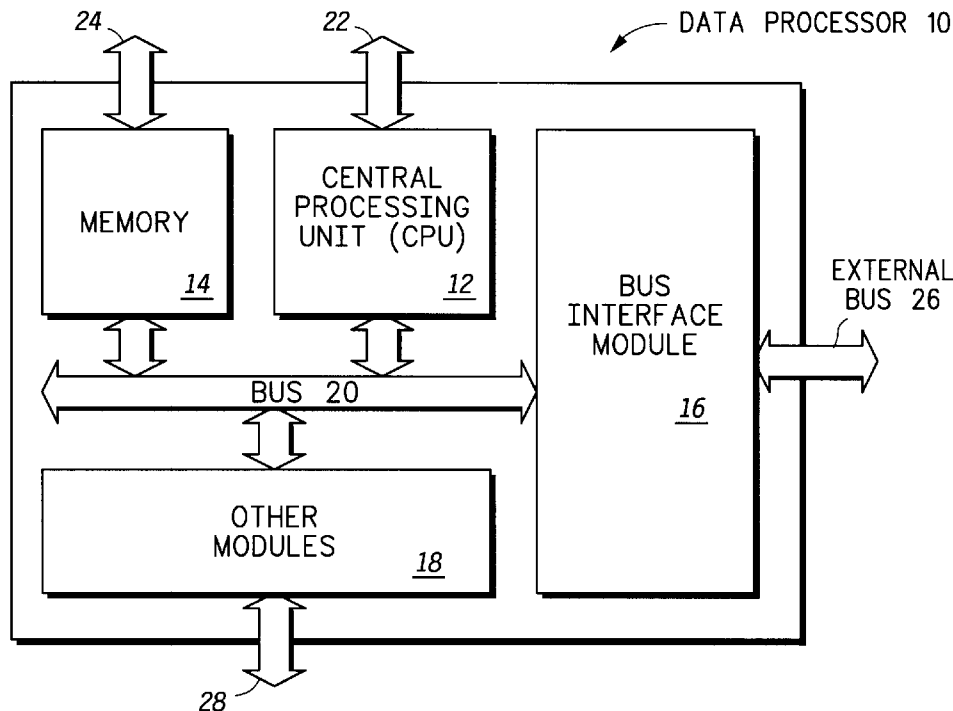 24
22
DATA PROCESSOR 10
MEMORY
14
CENTRAL
PROCESSING
UNIT (CPU)
12
BUS
INTERFACE
MODULE
16
EXTERNAL
BUS 26
BUS 20
OTHER
MODULES
18
28